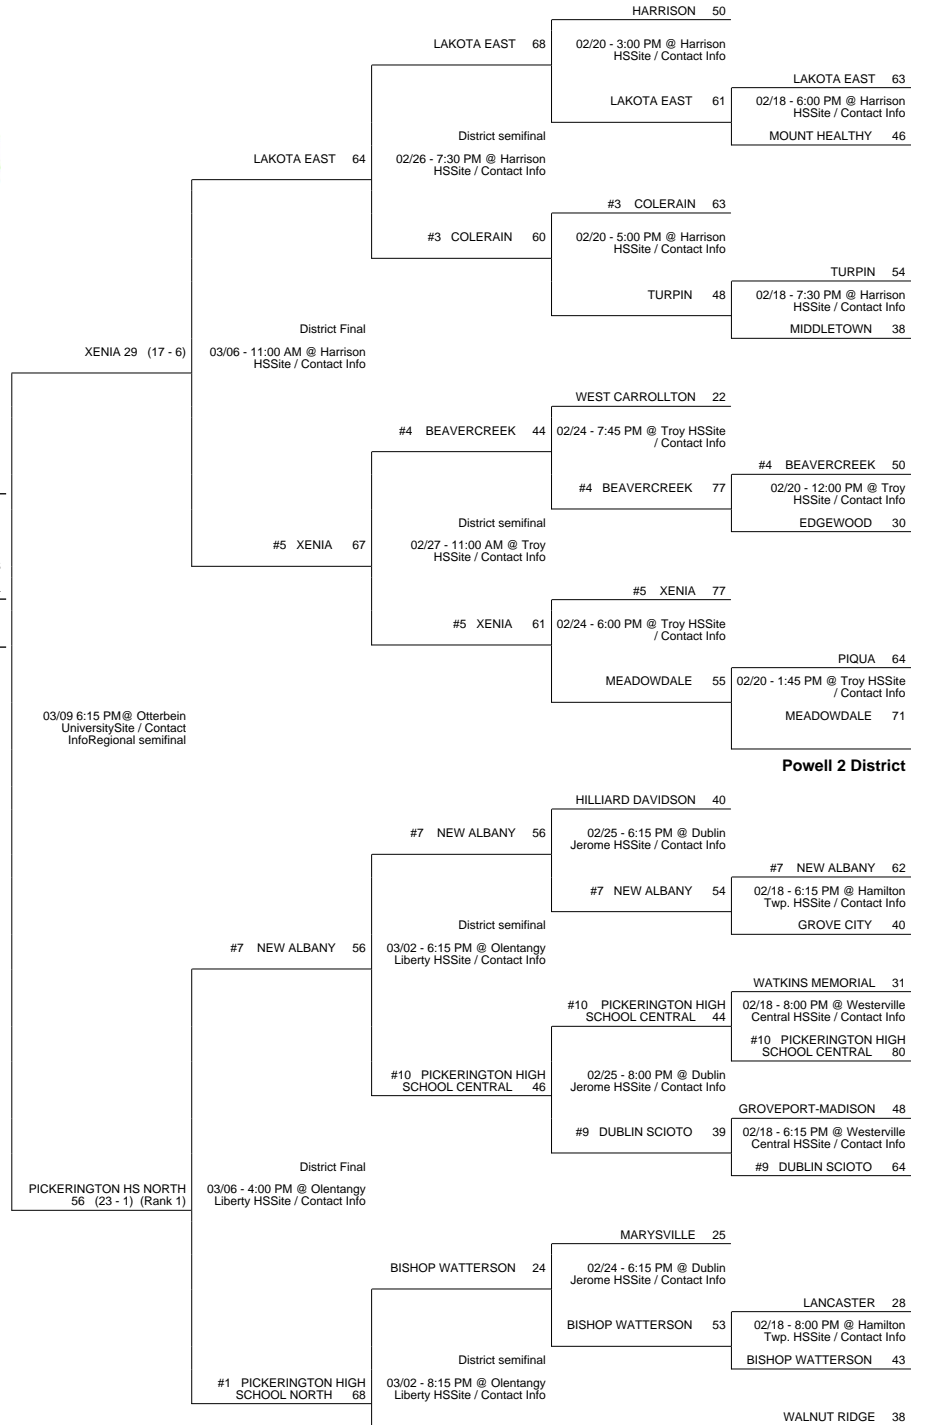 HARRISON 50
LAKOTA EAST 68
02/20 - 3:00 PM @ Harrison
HSSite / Contact Info
LAKOTA EAST 63
LAKOTA EAST 61
02/18 - 6:00 PM @ Harrison
HSSite / Contact Info
District semifinal
MOUNT HEALTHY 46
LAKOTA EAST 64
02/26 - 7:30 PM @ Harrison
HSSite / Contact Info
#3 COLERAIN 63
#3 COLERAIN 60
02/20 - 5:00 PM @ Harrison
HSSite / Contact Info
TURPIN 54
TURPIN 48
02/18 - 7:30 PM @ Harrison
HSSite / Contact Info
District Final
MIDDLETOWN 38
XENIA 29 (17 - 6)
03/06 - 11:00 AM @ Harrison
HSSite / Contact Info
WEST CARROLLTON 22
#4 BEAVERCREEK 44
02/24 - 7:45 PM @ Troy HSSite
/ Contact Info
#4 BEAVERCREEK 50
#4 BEAVERCREEK 77
02/20 - 12:00 PM @ Troy
HSSite / Contact Info
District semifinal
EDGEWOOD 30
#5 XENIA 67
02/27 - 11:00 AM @ Troy
HSSite / Contact Info
#5 XENIA 77
#5 XENIA 61
02/24 - 6:00 PM @ Troy HSSite
/ Contact Info
PIQUA 64
MEADOWDALE 55
02/20 - 1:45 PM @ Troy HSSite
/ Contact Info
03/09 6:15 PM@ Otterbein
UniversitySite / Contact
InfoRegional semifinal
MEADOWDALE 71
Powell 2 District
HILLIARD DAVIDSON 40
#7 NEW ALBANY 56
02/25 - 6:15 PM @ Dublin
Jerome HSSite / Contact Info
#7 NEW ALBANY 62
#7 NEW ALBANY 54
02/18 - 6:15 PM @ Hamilton
Twp. HSSite / Contact Info
District semifinal
GROVE CITY 40
#7 NEW ALBANY 56
03/02 - 6:15 PM @ Olentangy
Liberty HSSite / Contact Info
WATKINS MEMORIAL 31
#10 PICKERINGTON HIGH
SCHOOL CENTRAL 44
02/18 - 8:00 PM @ Westerville
Central HSSite / Contact Info
#10 PICKERINGTON HIGH
SCHOOL CENTRAL 80
#10 PICKERINGTON HIGH
SCHOOL CENTRAL 46
02/25 - 8:00 PM @ Dublin
Jerome HSSite / Contact Info
GROVEPORT-MADISON 48
#9 DUBLIN SCIOTO 39
02/18 - 6:15 PM @ Westerville
Central HSSite / Contact Info
District Final
#9 DUBLIN SCIOTO 64
PICKERINGTON HS NORTH
56 (23 - 1) (Rank 1)
03/06 - 4:00 PM @ Olentangy
Liberty HSSite / Contact Info
MARYSVILLE 25
BISHOP WATTERSON 24
02/24 - 6:15 PM @ Dublin
Jerome HSSite / Contact Info
LANCASTER 28
BISHOP WATTERSON 53
02/18 - 8:00 PM @ Hamilton
Twp. HSSite / Contact Info
District semifinal
BISHOP WATTERSON 43
#1 PICKERINGTON HIGH
SCHOOL NORTH 68
03/02 - 8:15 PM @ Olentangy
Liberty HSSite / Contact Info
WALNUT RIDGE 38